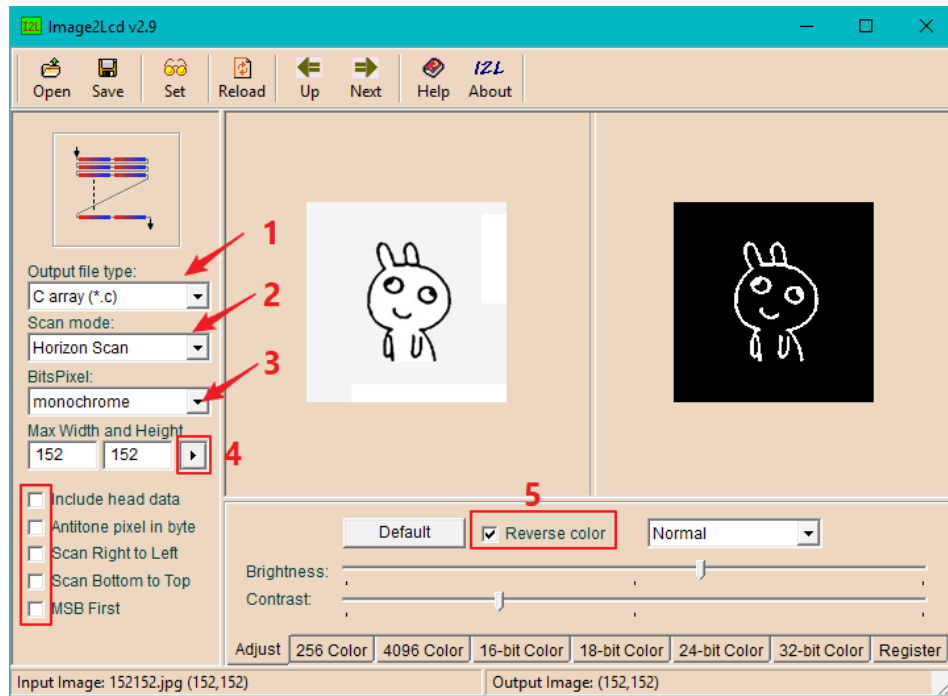 I2L Image2Lcd v2.9
Open Save Set Reload Up Next Help About
I2L
1
Output file type:
C array (*.c)
2
Scan mode:
Horizon Scan
3
BitsPixel:
monochrome
Max Width and Height
152 152
4
Include head data
Antitone pixel in byte
Scan Right to Left
Scan Bottom to Top
MSB First
5
Default Reverse color Normal
Brightness:
Contrast:
Adjust 256 Color 4096 Color 16-bit Color 18-bit Color 24-bit Color 32-bit Color Register
Input Image: 152152.jpg (152,152) Output Image: (152,152)